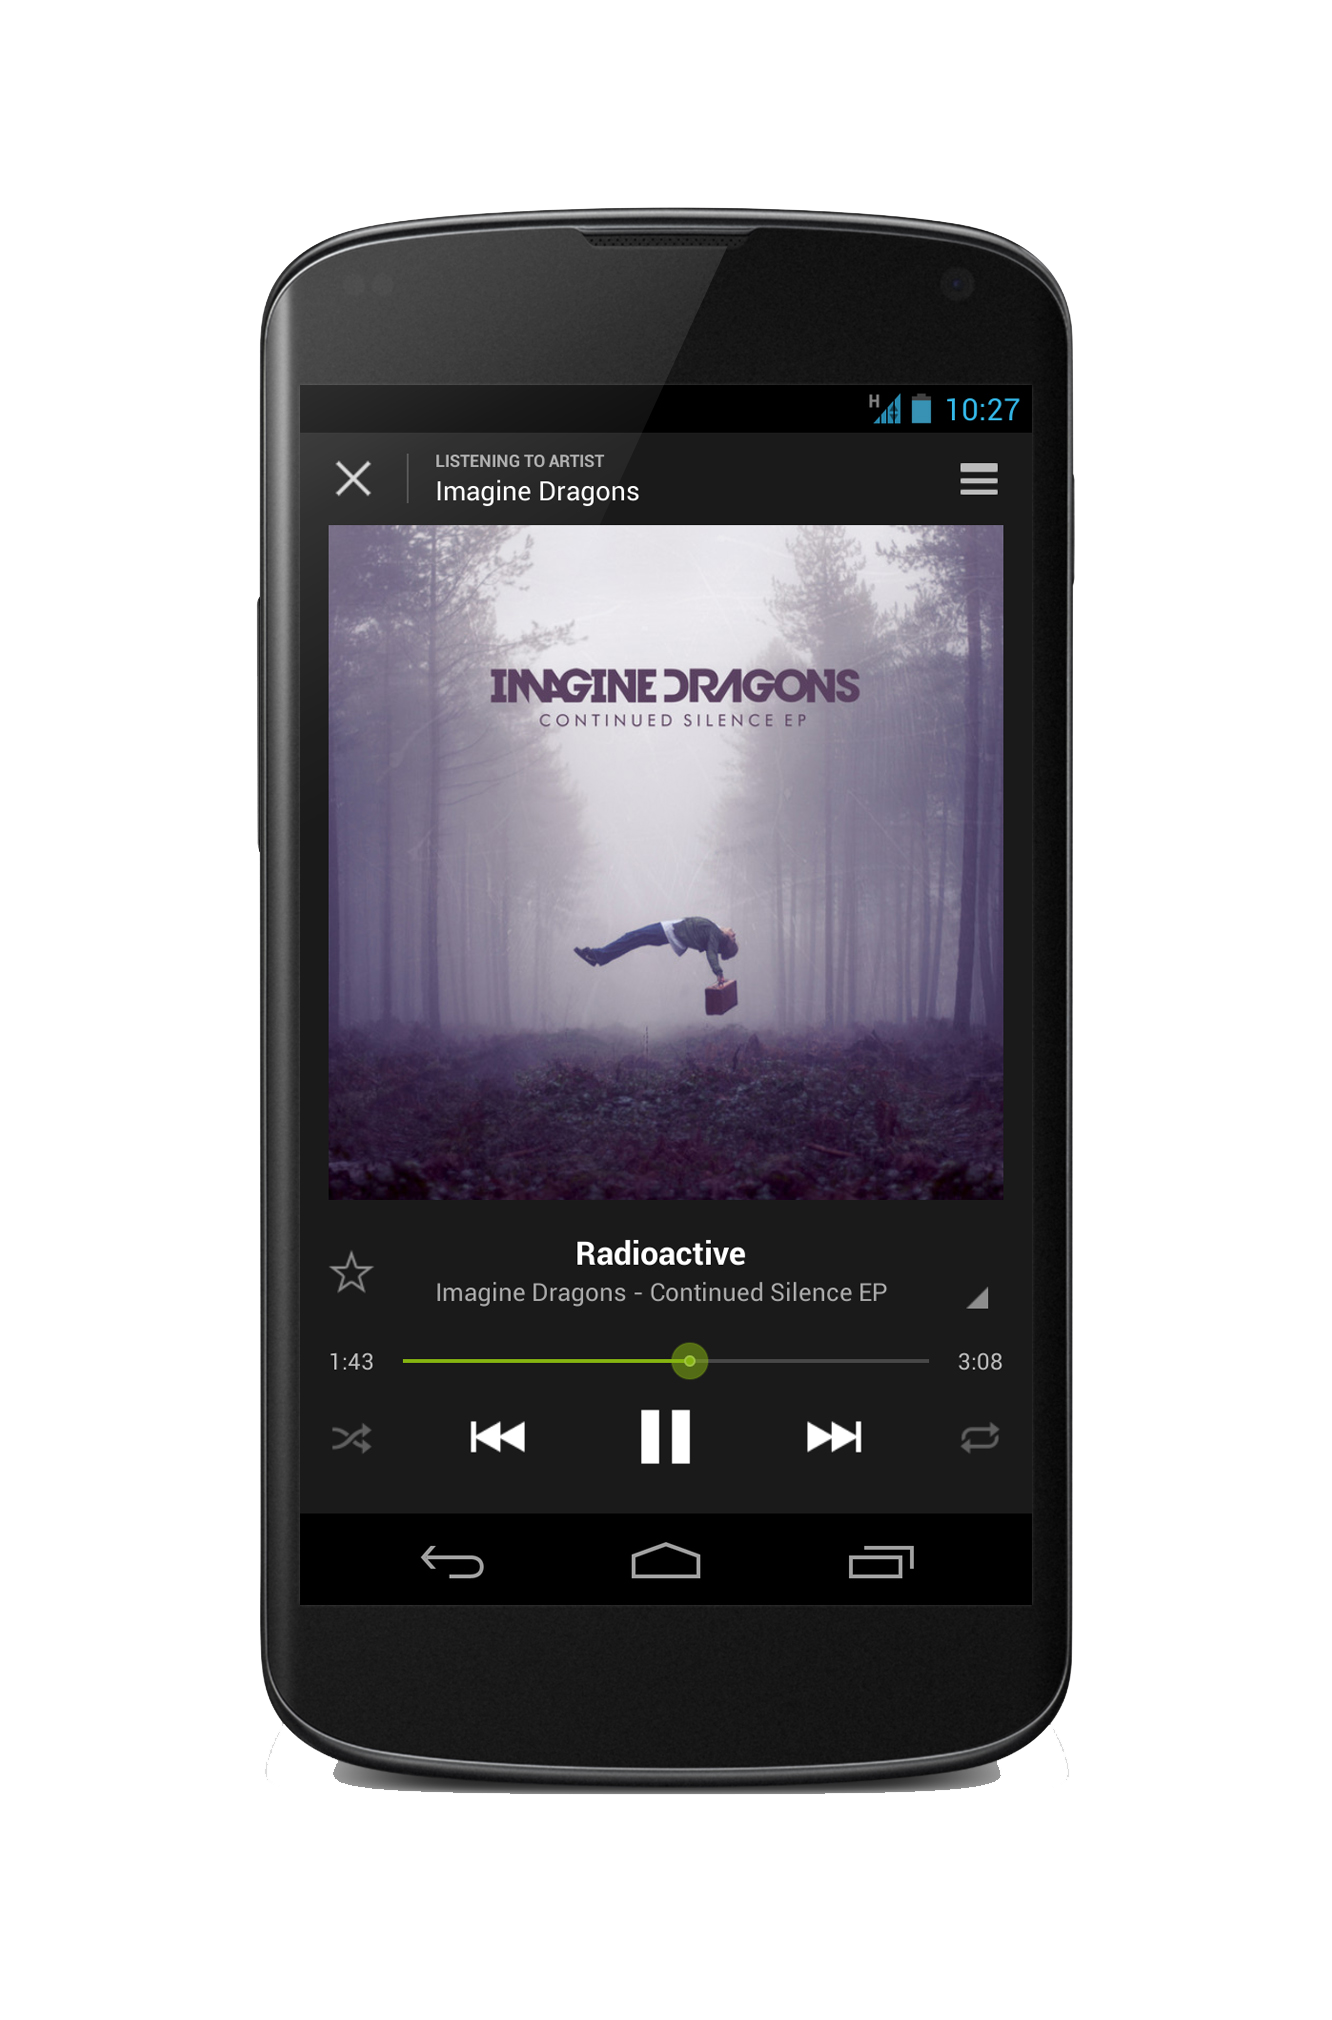 H 10:27
LISTENING TO ARTIST
Imagine Dragons
IMAGINE DRAGONS
CONTINUED SILENCE EP
Radioactive
Imagine Dragons - Continued Silence EP
1:43
3:08